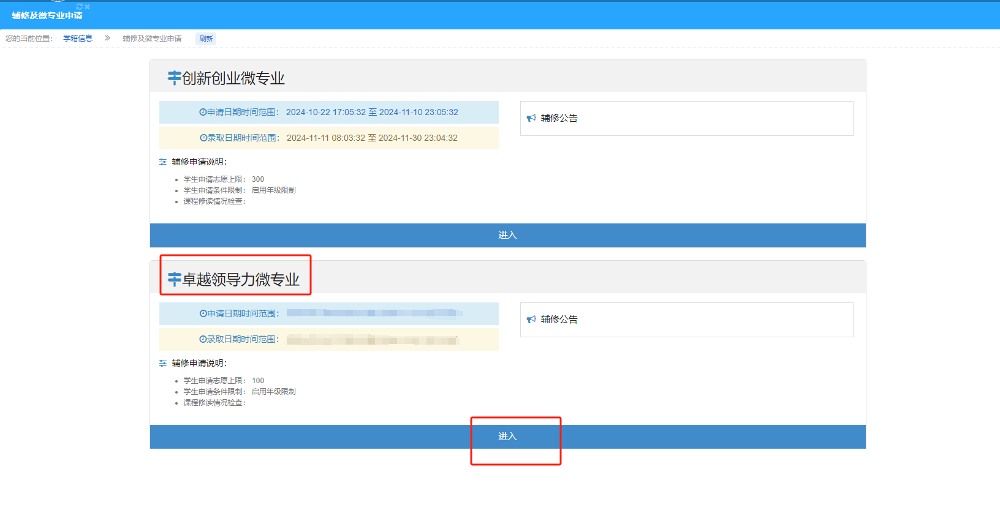 辅修及微专业申请
您的当前位置： 学籍信息 » 辅修及微专业申请 刷新
创新创业微专业
申请日期时间范围： 2024-10-22 17:05:32 至 2024-11-10 23:05:32
录取日期时间范围： 2024-11-11 08:03:32 至 2024-11-30 23:04:32
辅修公告
辅修申请说明：
学生申请志愿上限： 300
学生申请条件限制： 启用年级限制
课程修读情况检查：
进入
卓越领导力微专业
申请日期时间范围：
录取日期时间范围：
辅修公告
辅修申请说明：
学生申请志愿上限： 100
学生申请条件限制： 启用年级限制
课程修读情况检查：
进入